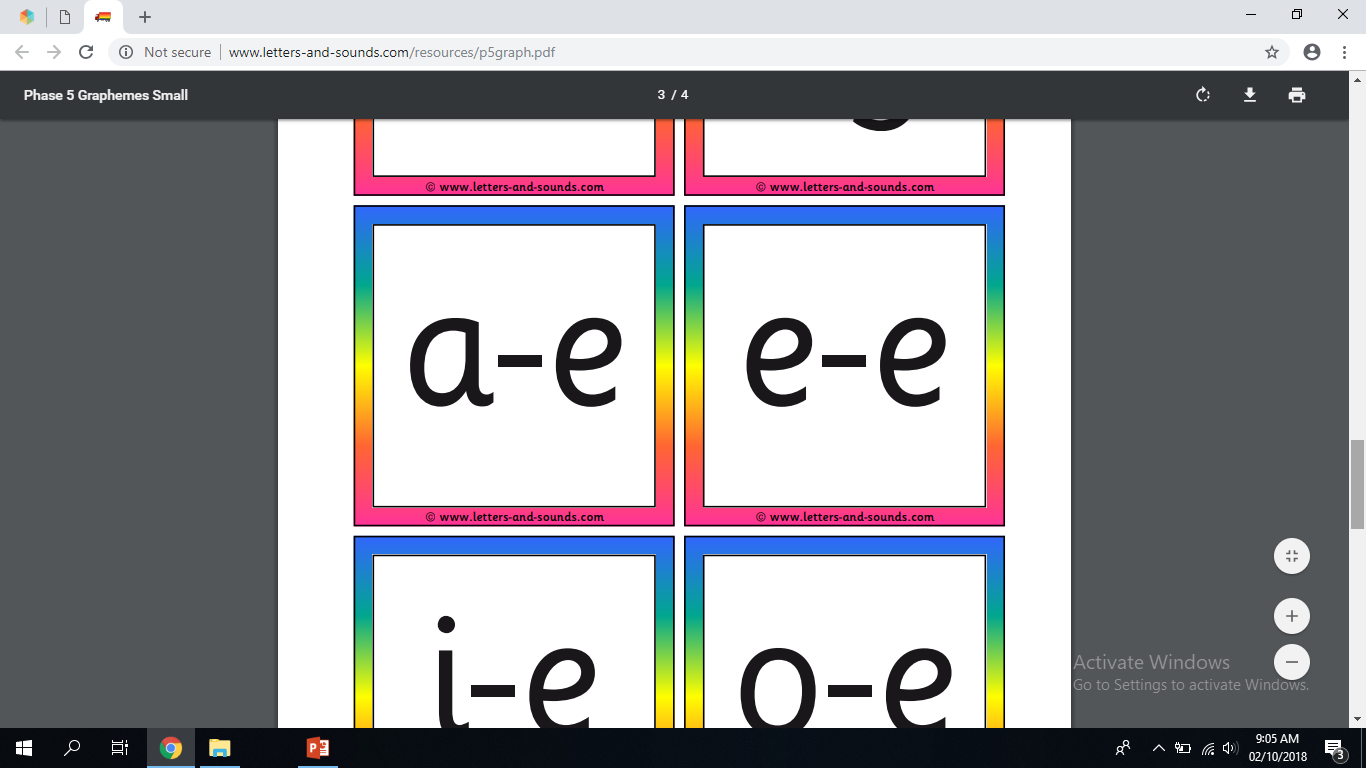 Not secure
www.letters-and-sounds.com/resources/p5graph.pdf
Phase 5 Graphemes Small
3 / 4
© www.letters-and-sounds.com
© www.letters-and-sounds.com
a-e
e-e
© www.letters-and-sounds.com
© www.letters-and-sounds.com
i-e
o-e
Activate Windows
Go to Settings to activate Windows.
9:05 AM
02/10/2018
3